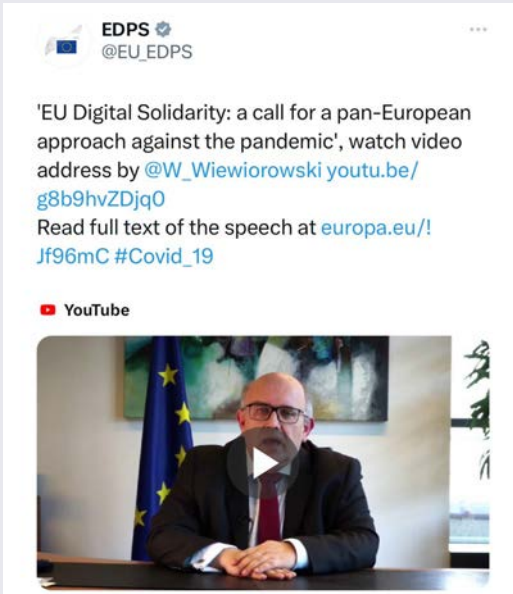 EDPS
@EU_EDPS
'EU Digital Solidarity: a call for a pan-European
approach against the pandemic', watch video
address by @W_Wiewiorowski youtu.be/
g8b9hvZDjq0
Read full text of the speech at europa.eu/!
Jf96mC #Covid_19
YouTube